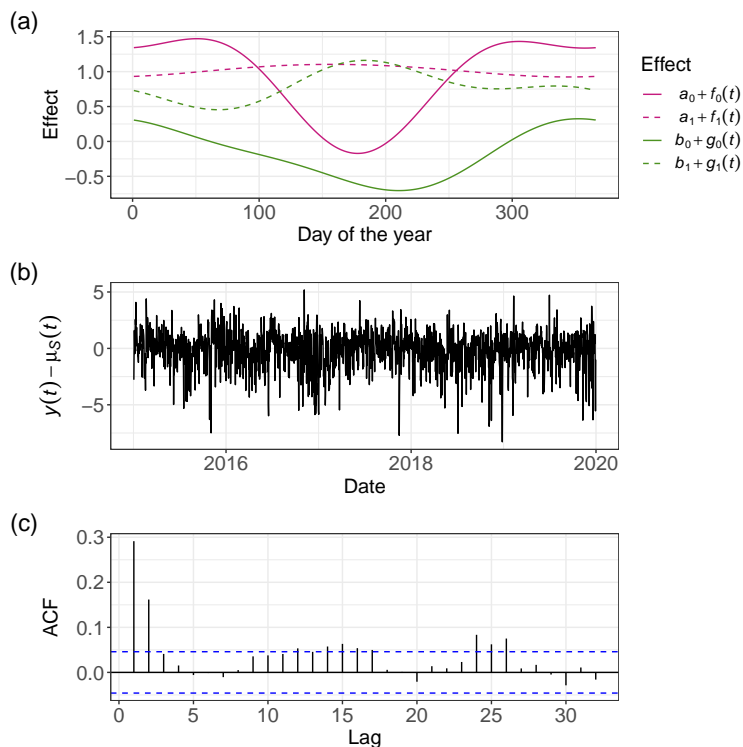 (a)
1.5
1.0
0.5
0.0
−0.5
Effect
0 100 200 300
Day of the year
Effect
a₀ + f₀(t)
a₁ + f₁(t)
b₀ + g₀(t)
b₁ + g₁(t)
(b)
5
0
−5
y(t) − μS(t)
2016 2018 2020
Date
(c)
0.3
0.2
0.1
0.0
ACF
0 5 10 15 20 25 30
Lag